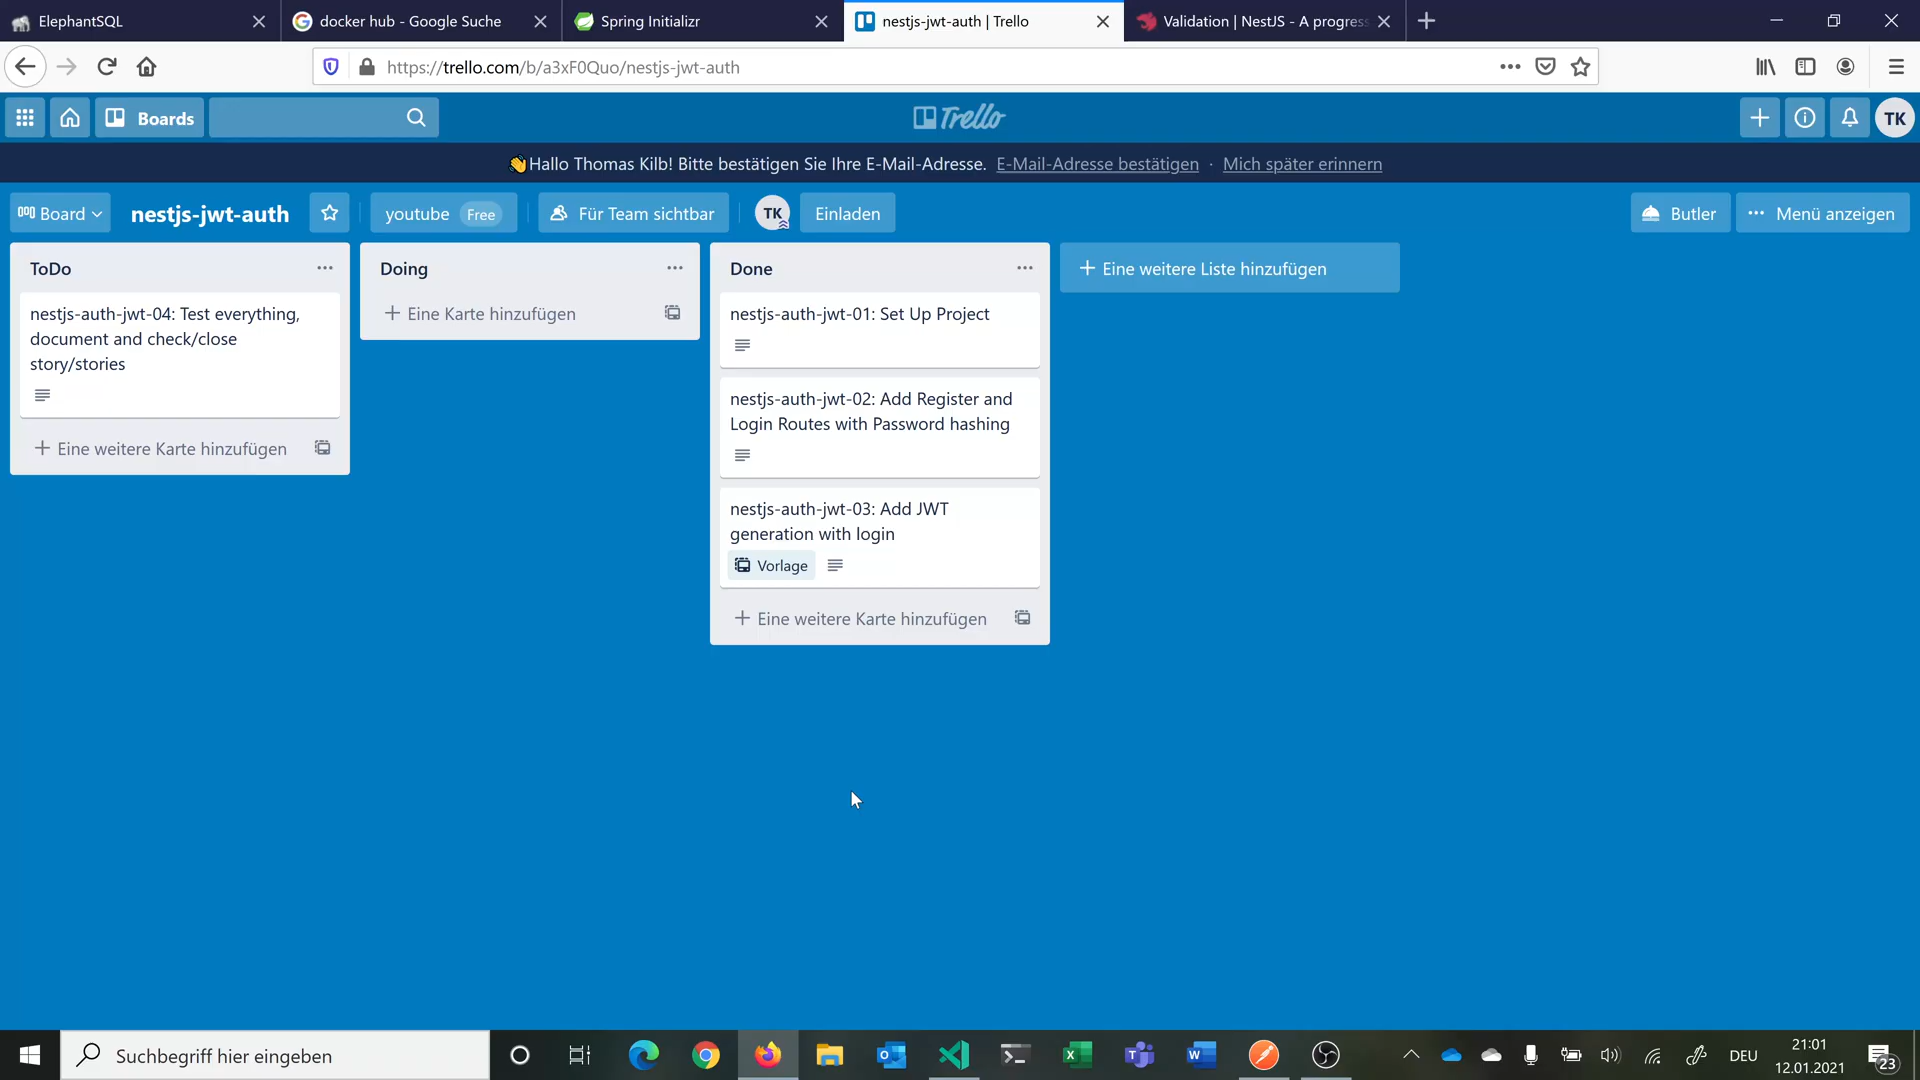 ElephantSQL
docker hub - Google Suche
Spring Initializr
nestjs-jwt-auth | Trello
Validation | NestJS - A progres
https://trello.com/b/a3xF0Quo/nestjs-jwt-auth
Boards
Trello
TK
Hallo Thomas Kilb! Bitte bestätigen Sie Ihre E-Mail-Adresse. E-Mail-Adresse bestätigen · Mich später erinnern
Board
nestjs-jwt-auth
youtube Free
Für Team sichtbar
TK
Einladen
Butler
Menü anzeigen
ToDo
nestjs-auth-jwt-04: Test everything,
document and check/close
story/stories
Eine weitere Karte hinzufügen
Doing
Eine Karte hinzufügen
Done
nestjs-auth-jwt-01: Set Up Project
nestjs-auth-jwt-02: Add Register and
Login Routes with Password hashing
nestjs-auth-jwt-03: Add JWT
generation with login
Vorlage
Eine weitere Karte hinzufügen
Eine weitere Liste hinzufügen
Suchbegriff hier eingeben
DEU
21:01
12.01.2021
23